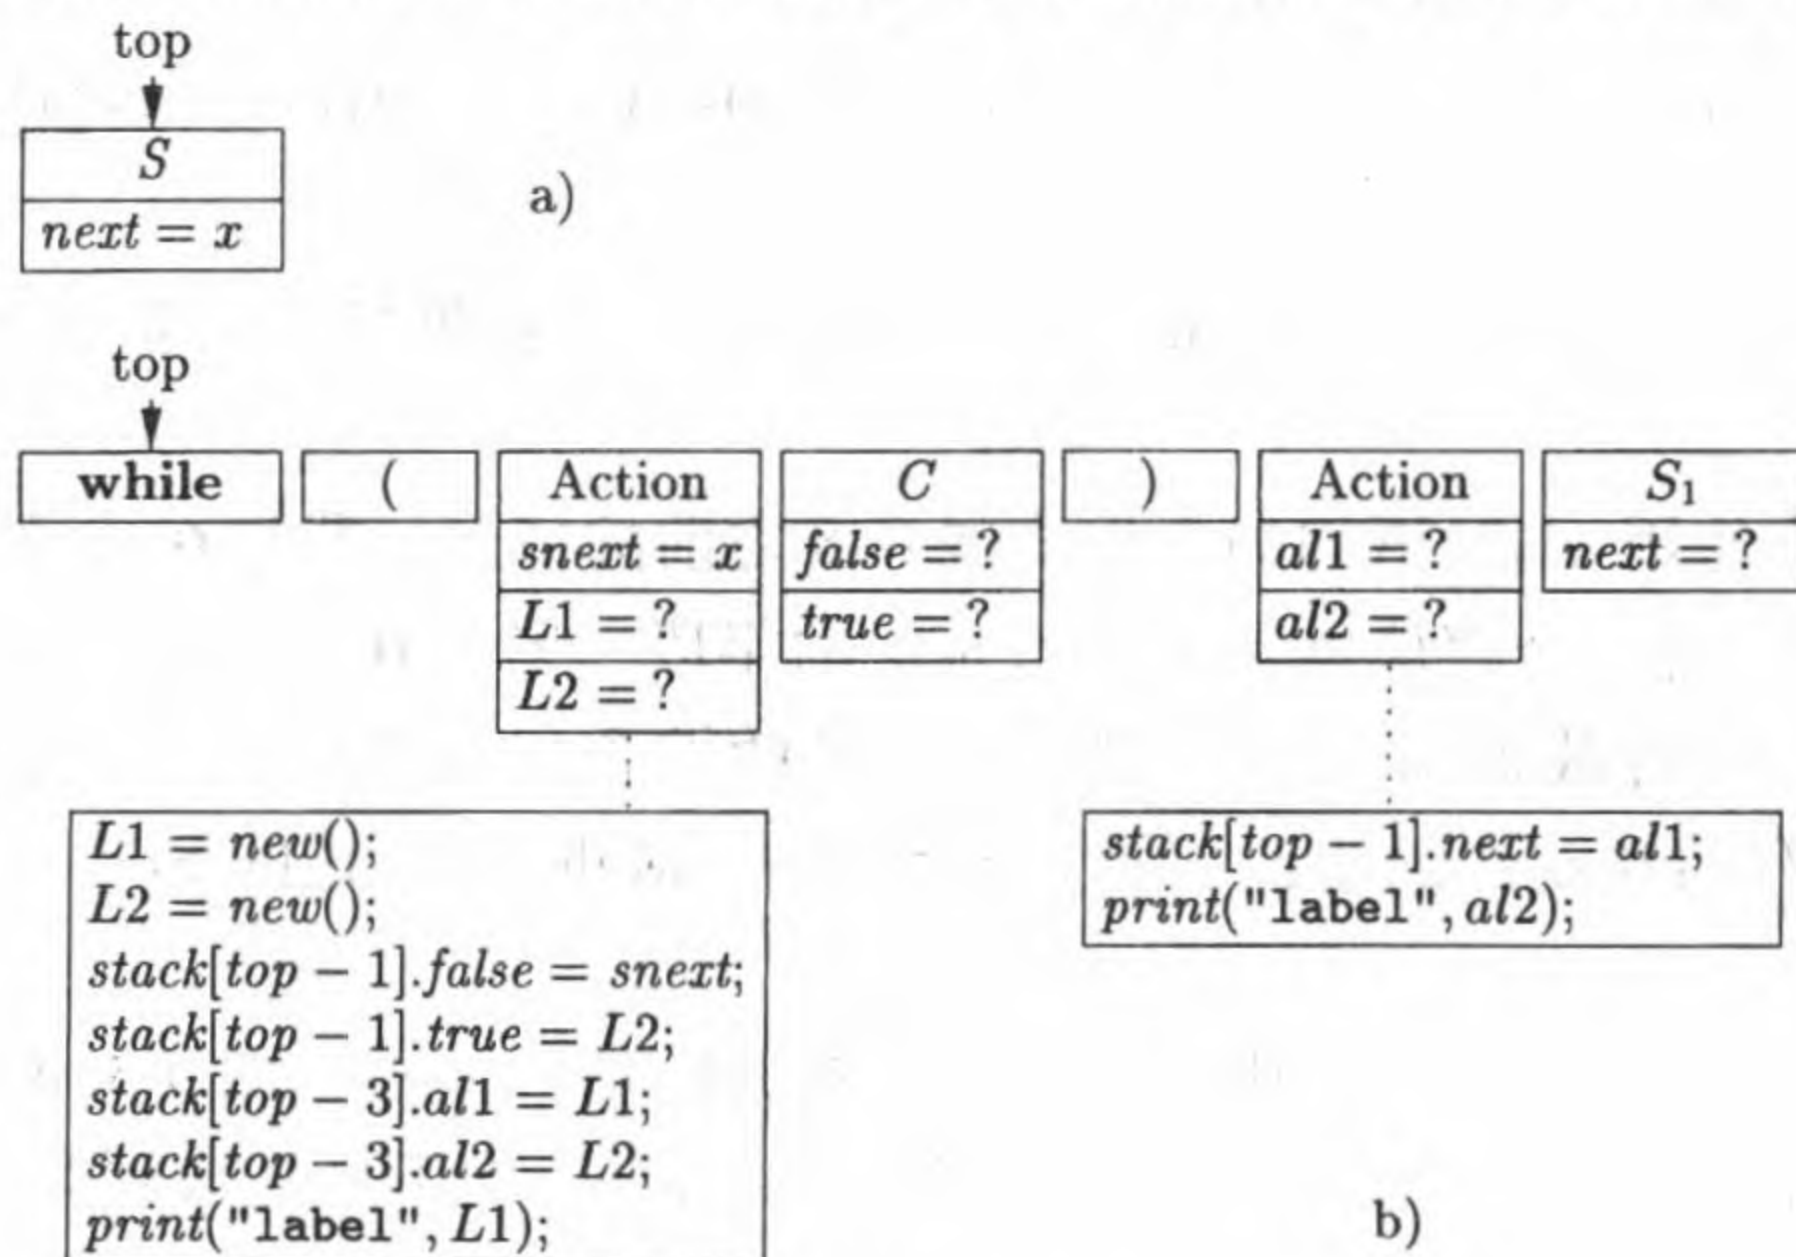 top
S
next = x
a)
top
while ( Action C ) Action S1
snext = x false = ? al1 = ? next = ?
L1 = ? true = ? al2 = ?
L2 = ?
L1 = new();
L2 = new();
stack[top − 1].false = snext;
stack[top − 1].true = L2;
stack[top − 3].al1 = L1;
stack[top − 3].al2 = L2;
print("label", L1);
stack[top − 1].next = al1;
print("label", al2);
b)